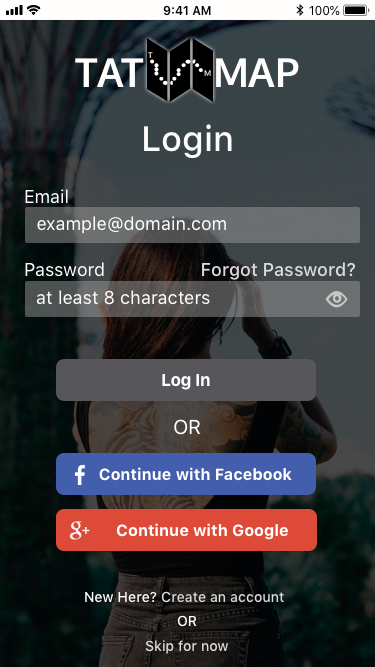 9:41 AM 100%
TAT MAP
T
M
Login
Email
example@domain.com
Password Forgot Password?
at least 8 characters
Log In
OR
f Continue with Facebook
g+ Continue with Google
New Here? Create an account
OR
Skip for now